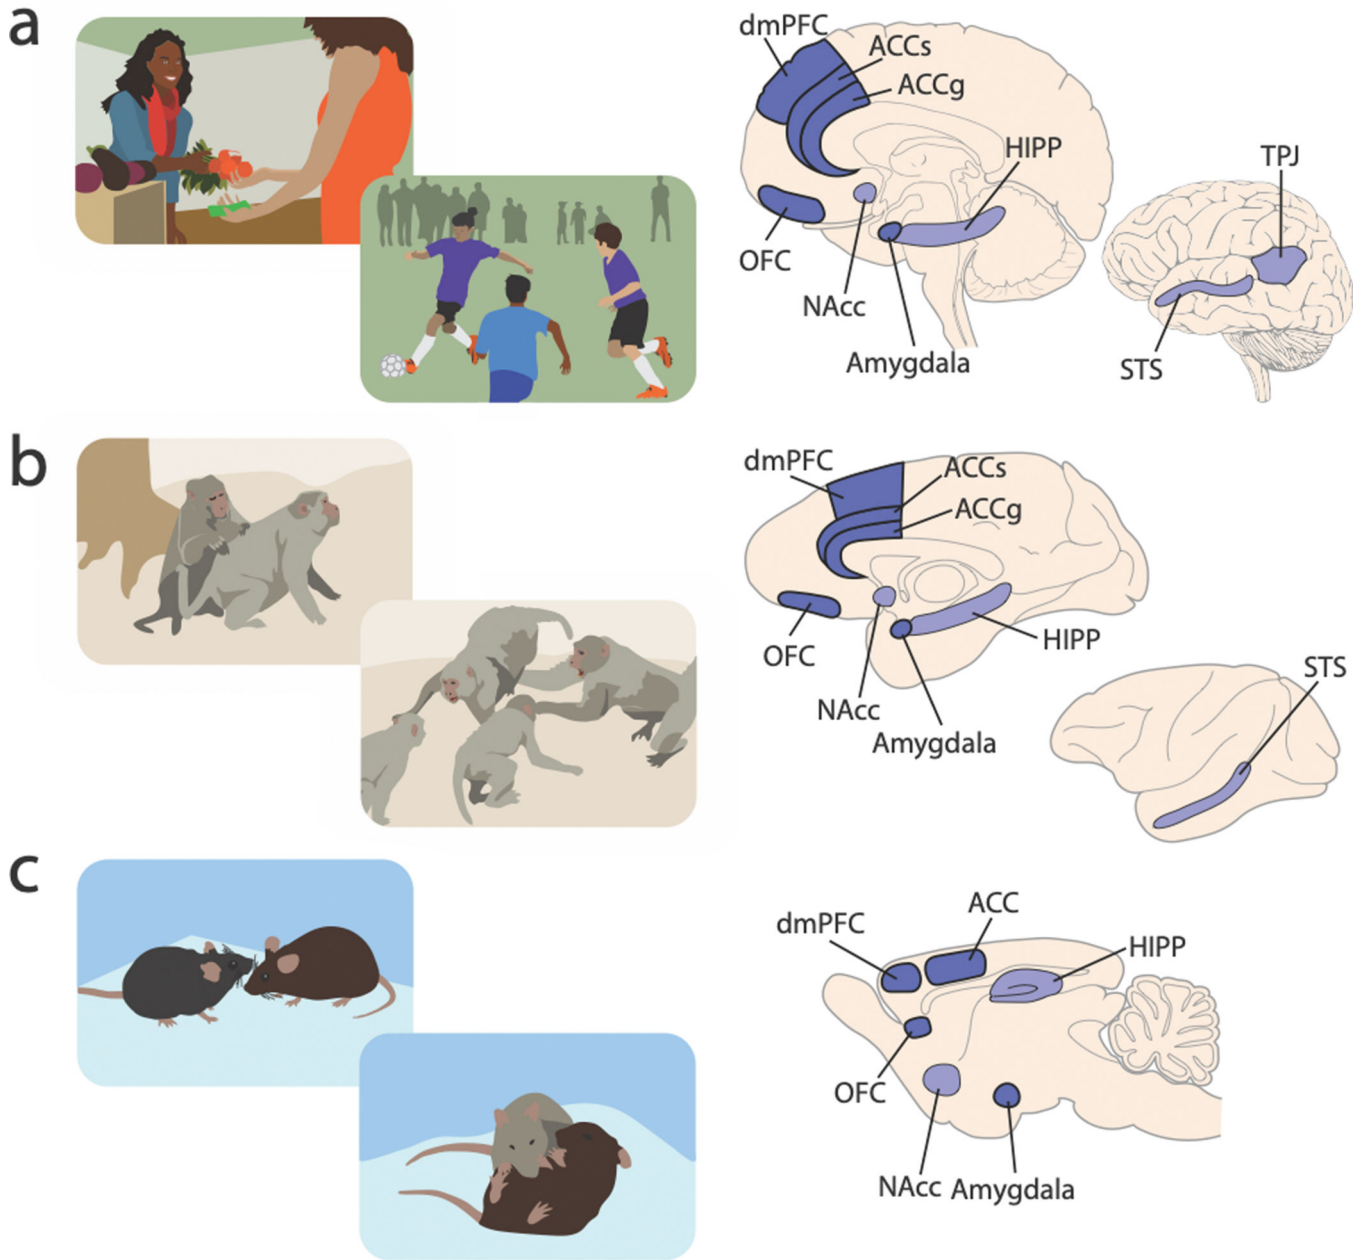 a
dmPFC
ACCs
ACCg
HIPP
TPJ
OFC
NAcc
Amygdala
STS
b
dmPFC
ACCs
ACCg
OFC
HIPP
STS
NAcc
Amygdala
c
ACC
dmPFC
HIPP
OFC
NAcc Amygdala